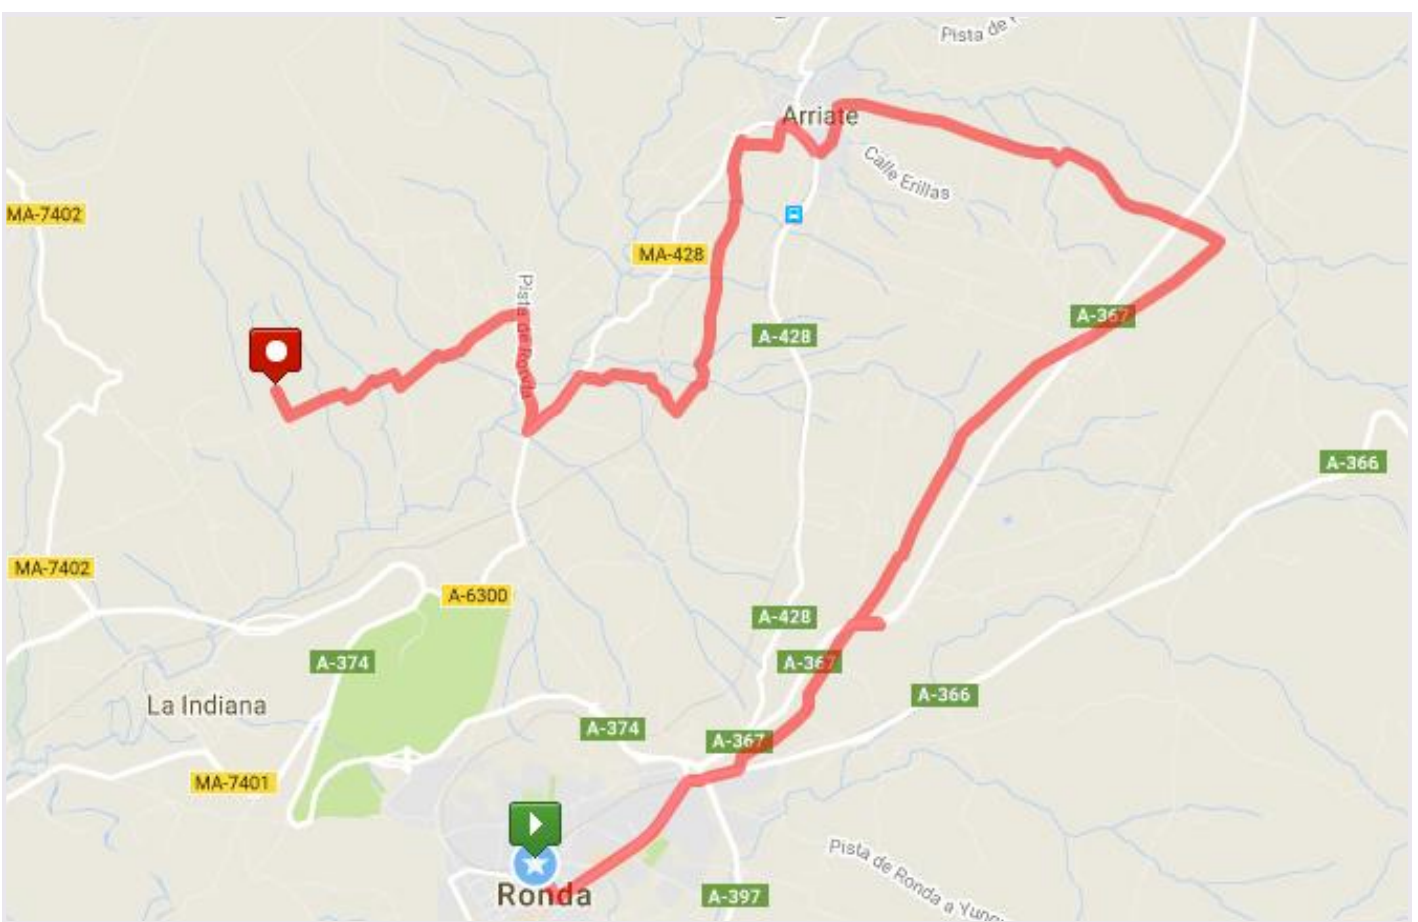 Pista de
Arriate
Calle Erillas
MA-7402
MA-428
Pista de Ronda
A-367
A-428
A-366
MA-7402
A-6300
A-428
A-374
A-367
A-366
La Indiana
A-374
A-367
MA-7401
Pista de Ronda a Yunq
Ronda
A-397